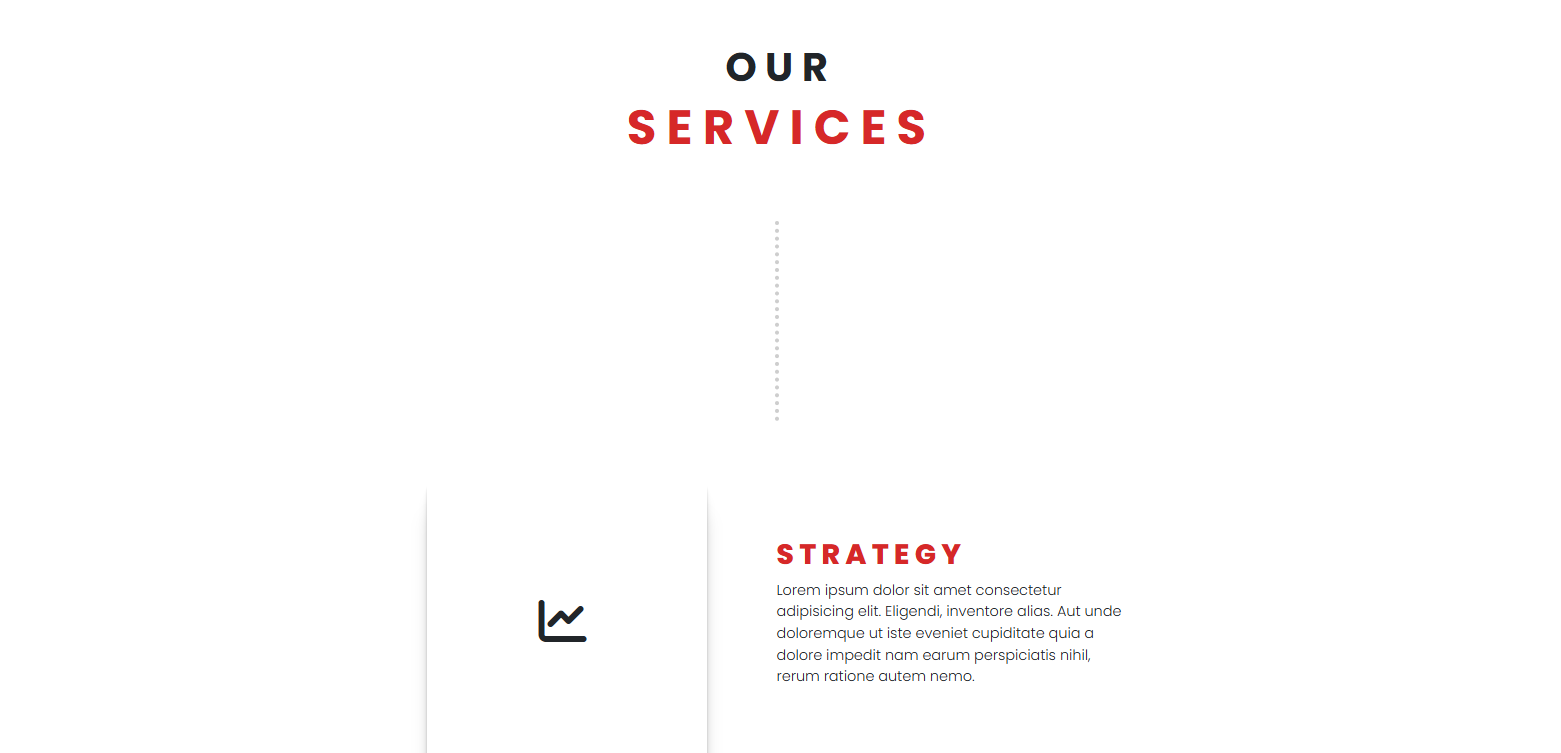 OUR
SERVICES
STRATEGY
Lorem ipsum dolor sit amet consectetur
adipisicing elit. Eligendi, inventore alias. Aut unde
doloremque ut iste eveniet cupiditate quia a
dolore impedit nam earum perspiciatis nihil,
rerum ratione autem nemo.